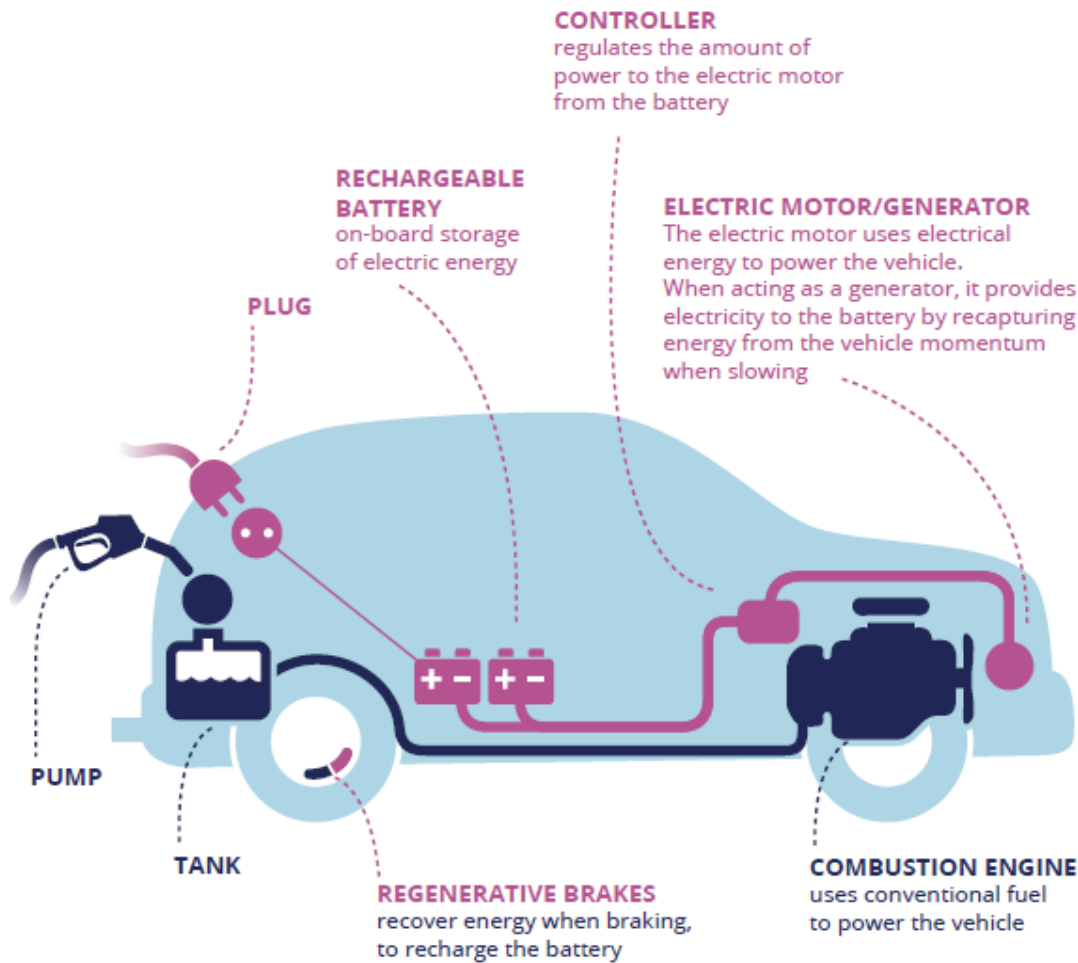 CONTROLLER
regulates the amount of
power to the electric motor
from the battery
RECHARGEABLE
BATTERY
on-board storage
of electric energy
ELECTRIC MOTOR/GENERATOR
The electric motor uses electrical
energy to power the vehicle.
When acting as a generator, it provides
electricity to the battery by recapturing
energy from the vehicle momentum
when slowing
PLUG
+ - + -
PUMP
TANK
REGENERATIVE BRAKES
recover energy when braking,
to recharge the battery
COMBUSTION ENGINE
uses conventional fuel
to power the vehicle